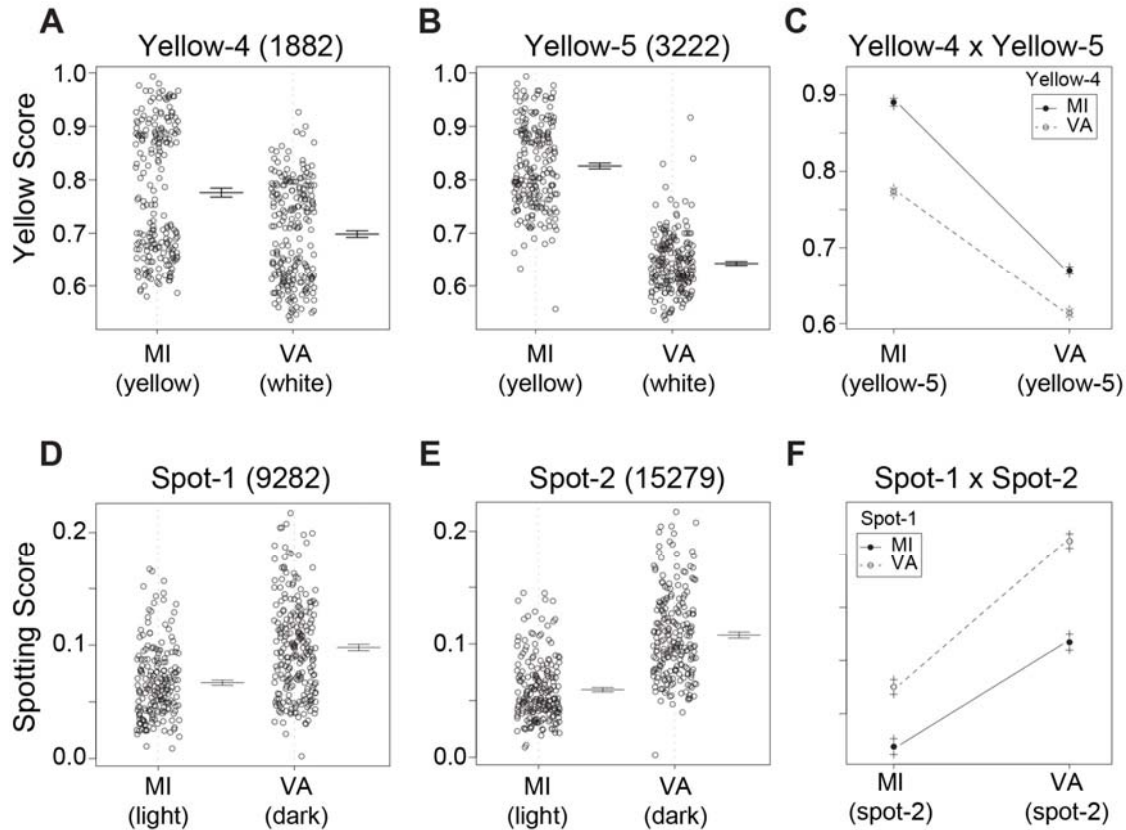 A
Yellow-4 (1882)
B
Yellow-5 (3222)
C
Yellow-4 x Yellow-5
Yellow Score
1.0
0.9
0.8
0.7
0.6
MI
(yellow)
VA
(white)
1.0
0.9
0.8
0.7
0.6
MI
(yellow)
VA
(white)
Yellow-4
MI
VA
0.9
0.7
0.6
MI
(yellow-5)
VA
(yellow-5)
D
Spot-1 (9282)
E
Spot-2 (15279)
F
Spot-1 x Spot-2
Spotting Score
0.2
0.1
0.0
MI
(light)
VA
(dark)
0.2
0.1
0.0
MI
(light)
VA
(dark)
Spot-1
MI
VA
MI
(spot-2)
VA
(spot-2)